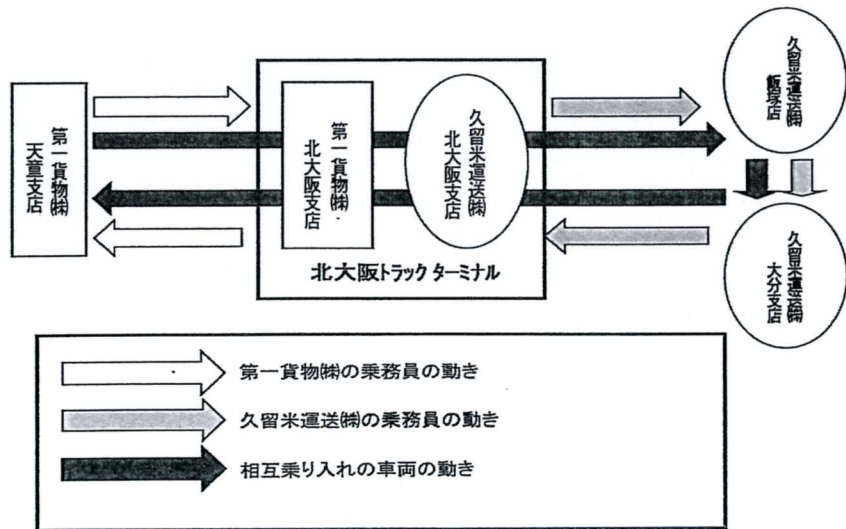 第一貨物㈱
天童支店
第一貨物㈱
北大阪支店
久留米運送㈱
北大阪支店
久留米運送㈱
飯塚店
久留米運送㈱
大分支店
北大阪トラックターミナル
第一貨物㈱の乗務員の動き
久留米運送㈱の乗務員の動き
相互乗り入れの車両の動き